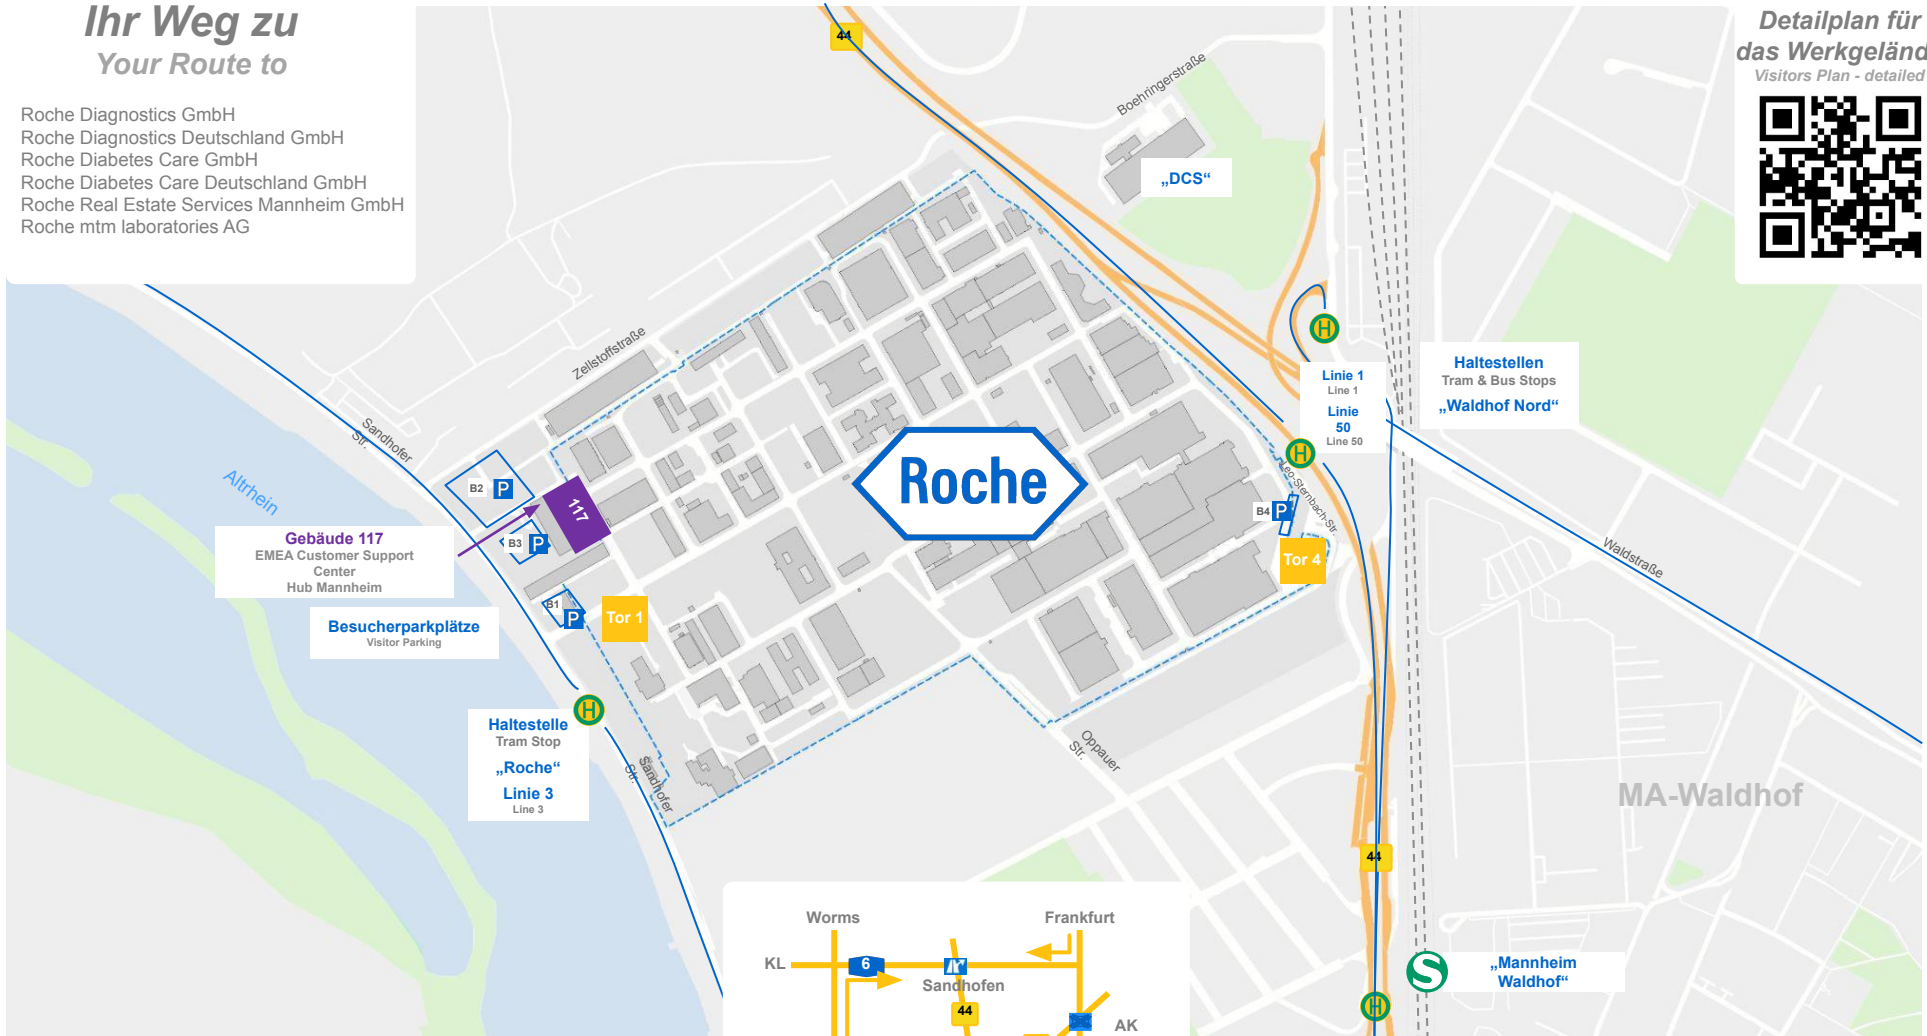 Ihr Weg zu
Your Route to
Roche Diagnostics GmbH
Roche Diagnostics Deutschland GmbH
Roche Diabetes Care GmbH
Roche Diabetes Care Deutschland GmbH
Roche Real Estate Services Mannheim GmbH
Roche mtm laboratories AG
44
Boehringerstraße
„DCS“
Detailplan für
das Werkgeländ
Visitors Plan - detailed
Zellstoffstraße
Sandhofer
Str.
Altrhein
H
Linie 1
Line 1
Linie
50
Line 50
Haltestellen
Tram & Bus Stops
„Waldhof Nord“
H
Roche
B2 P
117
B3 P
Gebäude 117
EMEA Customer Support
Center
Hub Mannheim
B4 P
Leo-Sternbach-Str.
Tor 4
Waldstraße
B1 P
Tor 1
Besucherparkplätze
Visitor Parking
H
Haltestelle
Tram Stop
„Roche“
Linie 3
Line 3
Sandhofer
Str.
Oppauer
Str.
MA-Waldhof
44
Worms
Frankfurt
KL
6
Sandhofen
44
AK
S
„Mannheim
Waldhof“
H